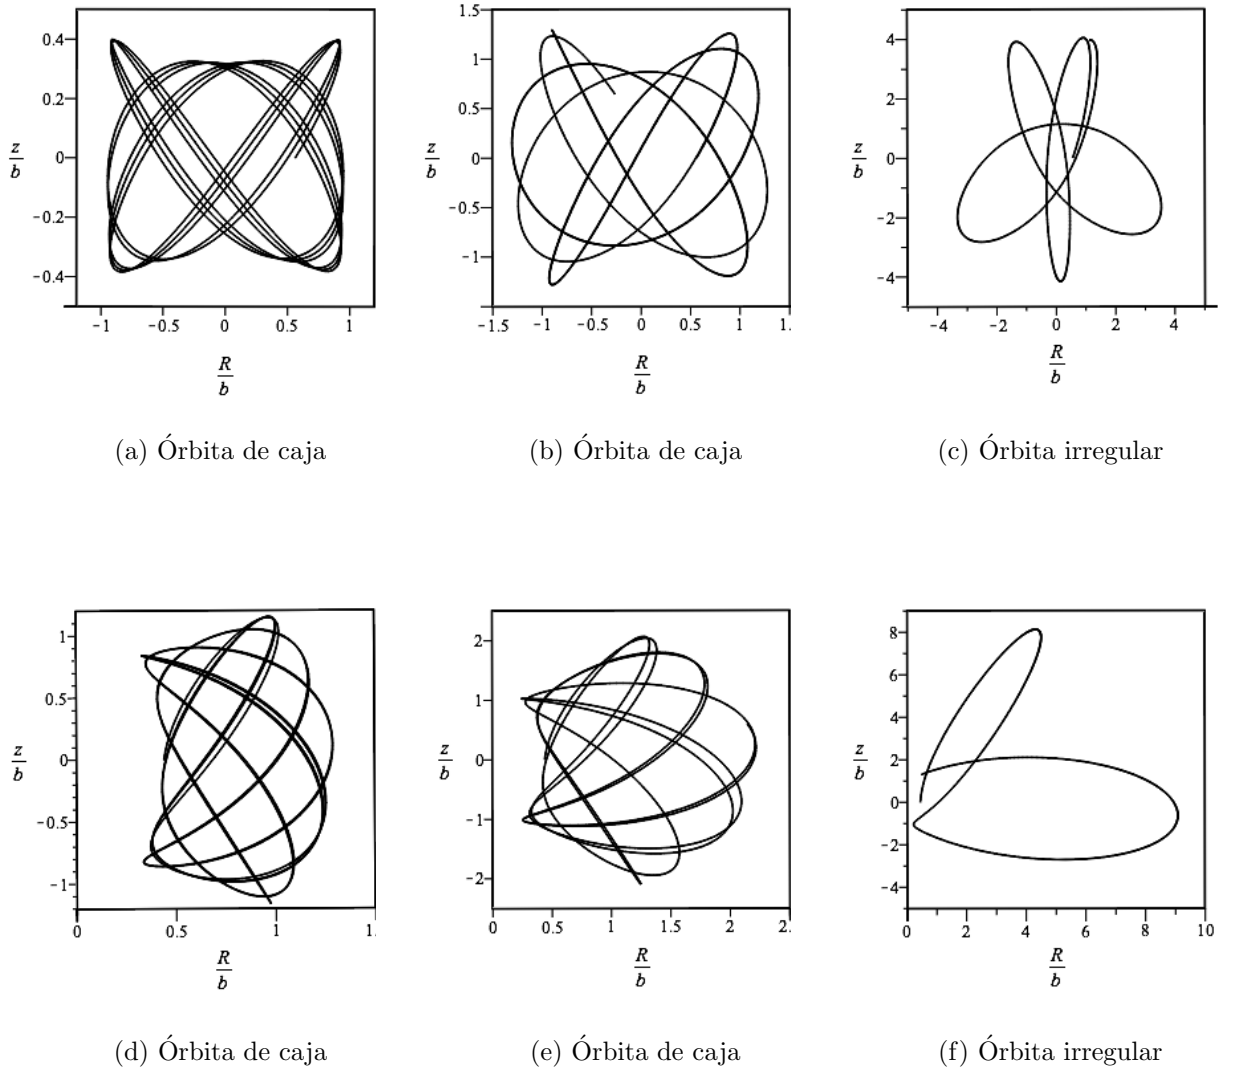 0.4
0.2
0
−0.2
−0.4
z
b
−1 −0.5 0 0.5 1
R
b
(a) Órbita de caja
1.5
1
0.5
0
−0.5
−1
z
b
−1.5 −1 −0.5 0 0.5 1 1.
R
b
(b) Órbita de caja
4
2
0
−2
−4
z
b
−4 −2 0 2 4
R
b
(c) Órbita irregular
1
0.5
0
−0.5
−1
z
b
0 0.5 1 1.
R
b
(d) Órbita de caja
2
1
0
−1
−2
z
b
0 0.5 1 1.5 2 2.
R
b
(e) Órbita de caja
8
6
4
2
0
−2
−4
z
b
0 2 4 6 8 10
R
b
(f) Órbita irregular